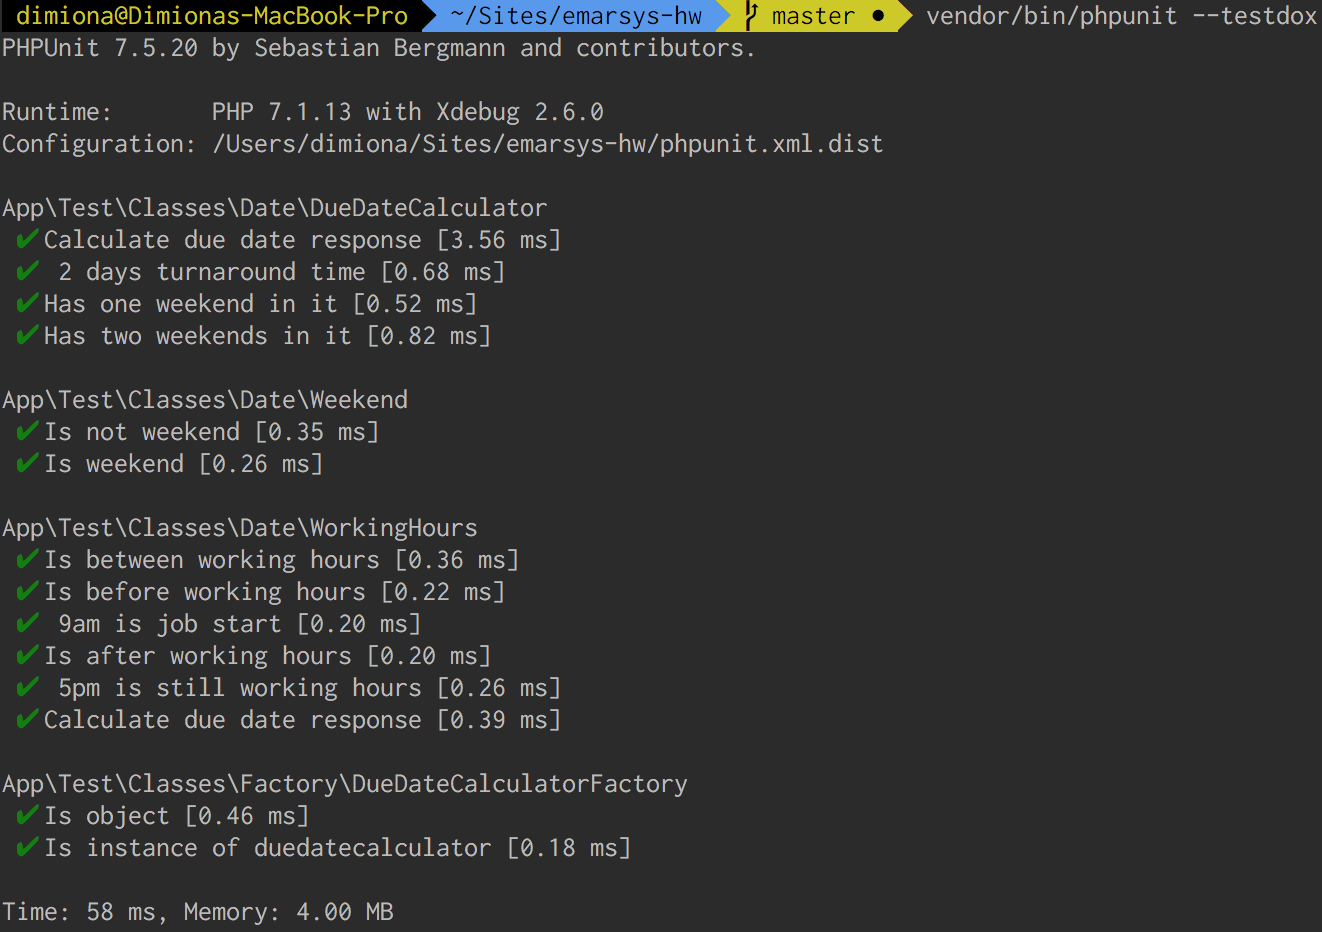 dimiona@Dimionas-MacBook-Pro ~/Sites/emarsys-hw master ● vendor/bin/phpunit --testdox
PHPUnit 7.5.20 by Sebastian Bergmann and contributors.
Runtime: PHP 7.1.13 with Xdebug 2.6.0
Configuration: /Users/dimiona/Sites/emarsys-hw/phpunit.xml.dist
App\Test\Classes\Date\DueDateCalculator
✔ Calculate due date response [3.56 ms]
✔ 2 days turnaround time [0.68 ms]
✔ Has one weekend in it [0.52 ms]
✔ Has two weekends in it [0.82 ms]
App\Test\Classes\Date\Weekend
✔ Is not weekend [0.35 ms]
✔ Is weekend [0.26 ms]
App\Test\Classes\Date\WorkingHours
✔ Is between working hours [0.36 ms]
✔ Is before working hours [0.22 ms]
✔ 9am is job start [0.20 ms]
✔ Is after working hours [0.20 ms]
✔ 5pm is still working hours [0.26 ms]
✔ Calculate due date response [0.39 ms]
App\Test\Classes\Factory\DueDateCalculatorFactory
✔ Is object [0.46 ms]
✔ Is instance of duedatecalculator [0.18 ms]
Time: 58 ms, Memory: 4.00 MB